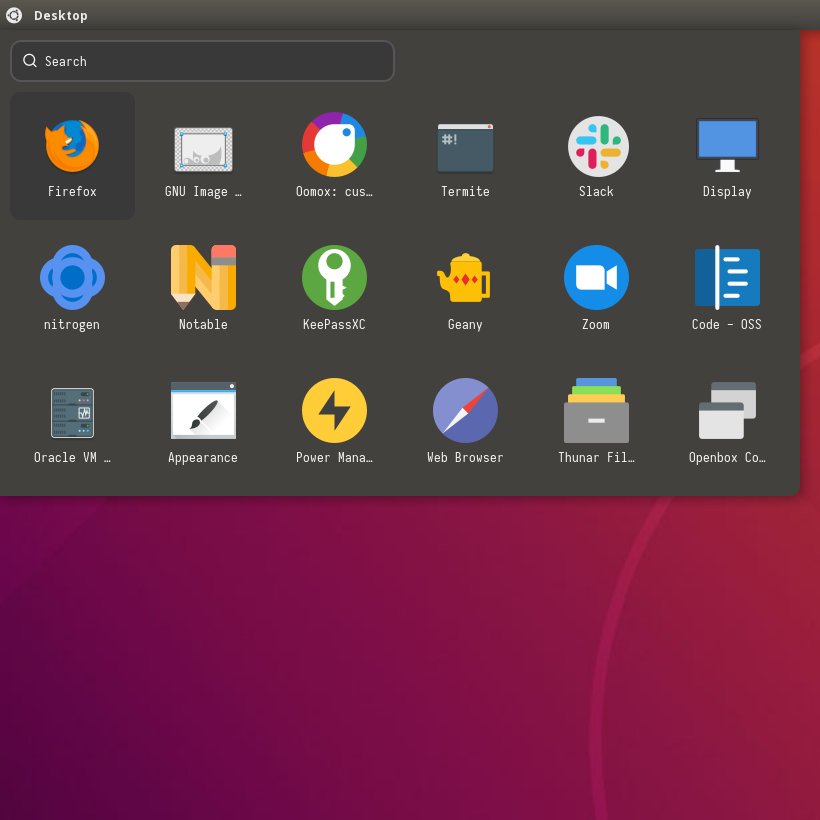 Desktop
Search
Firefox
GNU Image …
Oomox: cus…
#!
Termite
Slack
Display
nitrogen
Notable
KeePassXC
Geany
Zoom
Code - OSS
Oracle VM …
Appearance
Power Mana…
Web Browser
Thunar Fil…
Openbox Co…